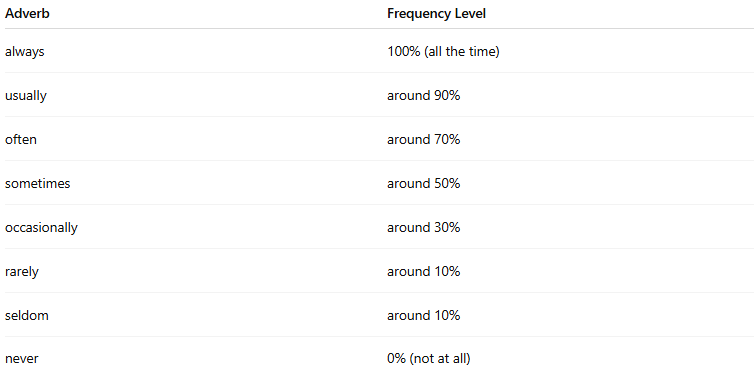 Adverb Frequency Level
always 100% (all the time)
usually around 90%
often around 70%
sometimes around 50%
occasionally around 30%
rarely around 10%
seldom around 10%
never 0% (not at all)